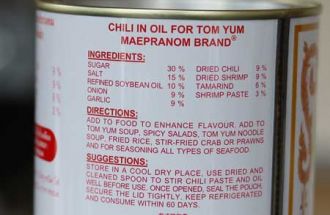 CHILI IN OIL FOR TOM YUM
MAEPRANOM BRAND®
INGREDIENTS:
SUGAR 30 % DRIED CHILI 9 %
SALT 15 % DRIED SHRIMP 9 %
REFINED SOYBEAN OIL 10 % TAMARIND 6 %
ONION 9 % SHRIMP PASTE 3 %
GARLIC 9 %
DIRECTIONS:
ADD TO FOOD TO ENHANCE FLAVOUR. ADD TO
TOM YUM SOUP, SPICY SALADS, TOM YUM NOODLE
SOUP, FRIED RICE, STIR-FRIED CRAB OR PRAWNS
AND FOR SEASONING ALL TYPES OF SEAFOOD.
SUGGESTIONS:
STORE IN A COOL DRY PLACE, USE DRIED AND
CLEANED SPOON TO STIR CHILI PASTE AND OIL
WELL BEFORE USE. ONCE OPENED, SEAL THE POUCH.
SECURE THE LID TIGHTLY, KEEP REFRIGERATED
AND CONSUME WITHIN 60 DAYS.